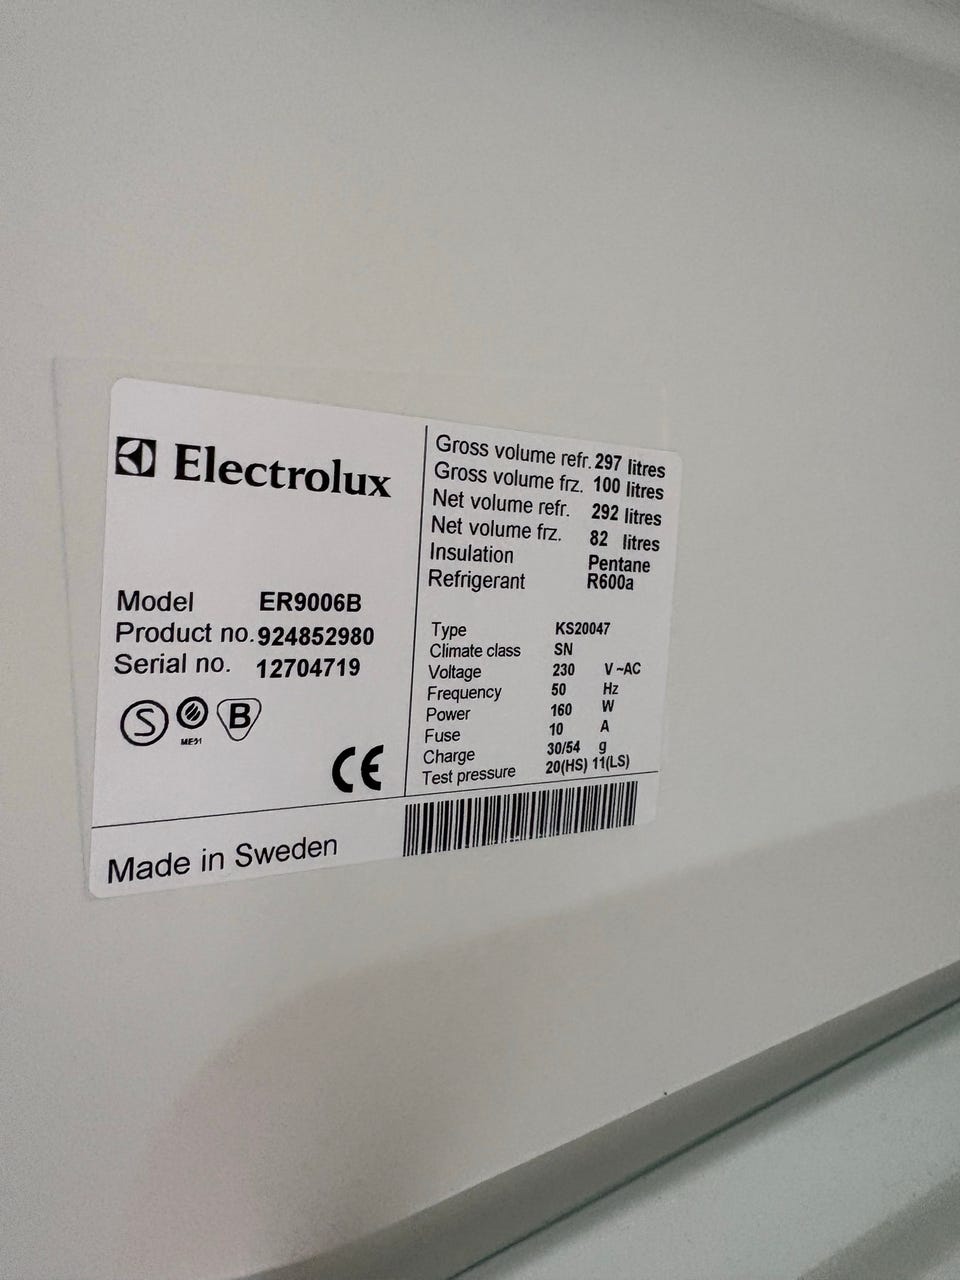 Electrolux
Model ER9006B
Product no. 924852980
Serial no. 12704719
S
B
CE
Made in Sweden
Gross volume refr. 297 litres
Gross volume frz. 100 litres
Net volume refr. 292 litres
Net volume frz. 82 litres
Insulation Pentane
Refrigerant R600a
Type KS20047
Climate class SN
Voltage 230 V~AC
Frequency 50 Hz
Power 160 W
Fuse 10 A
Charge 30/54 g
Test pressure 20(HS) 11(LS)